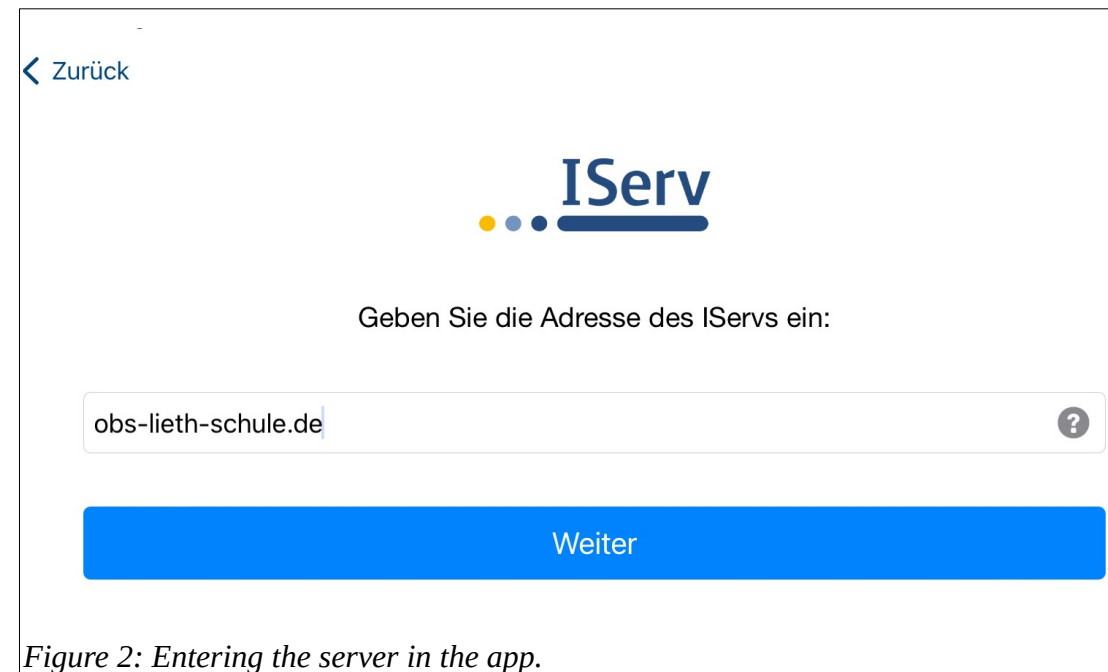 Zurück
IServ
Geben Sie die Adresse des IServs ein:
obs-lieth-schule.de
?
Weiter
Figure 2: Entering the server in the app.